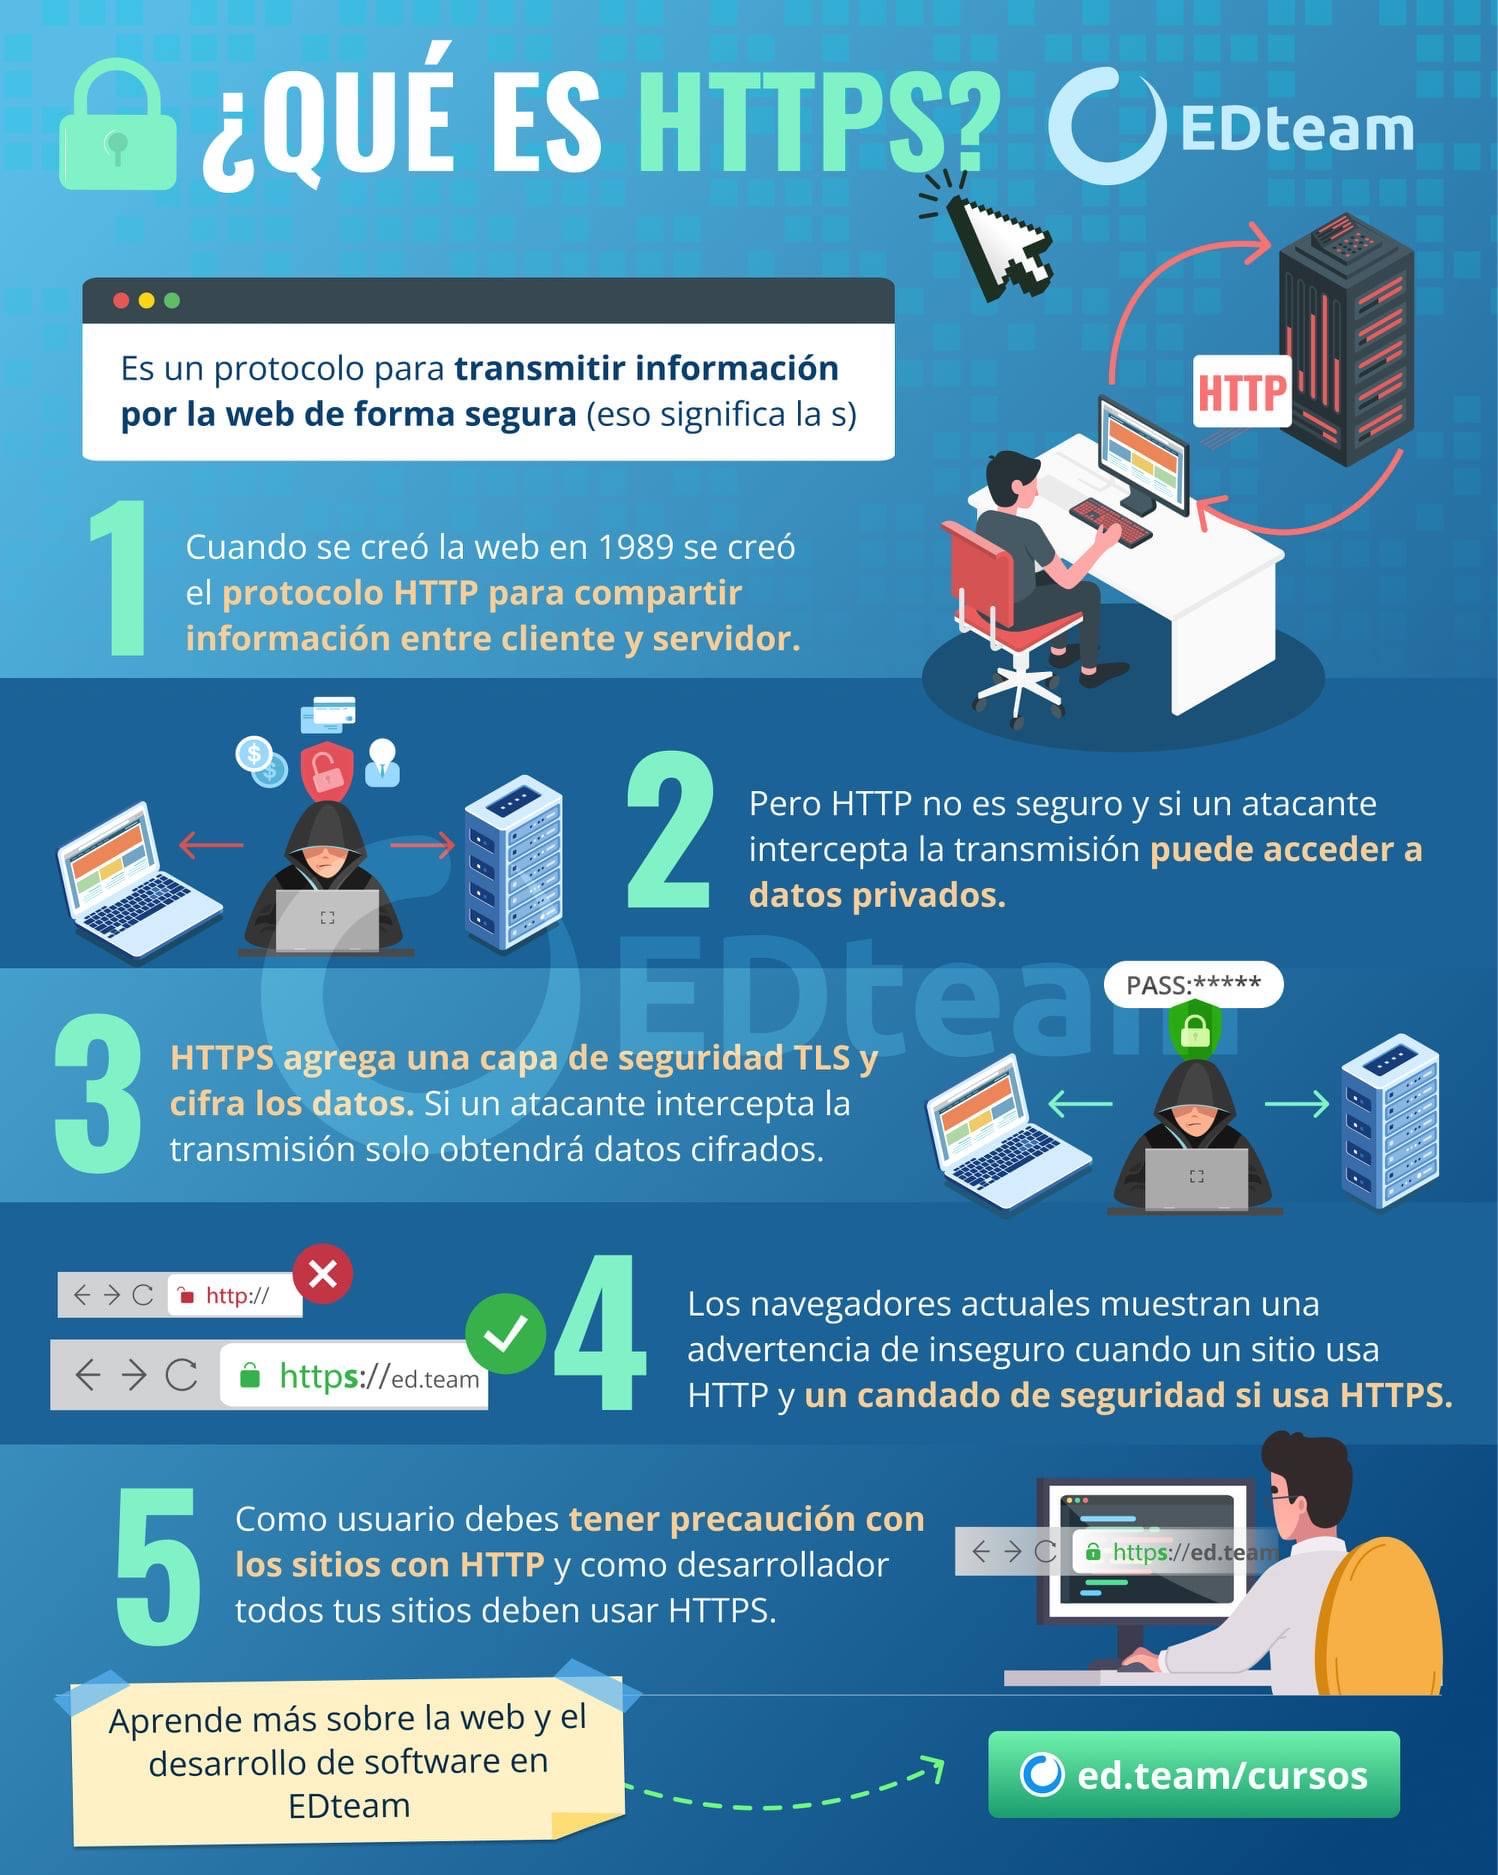 ¿QUÉ ES HTTPS?
EDteam
Es un protocolo para transmitir información
por la web de forma segura (eso significa la s)
HTTP
1
Cuando se creó la web en 1989 se creó
el protocolo HTTP para compartir
información entre cliente y servidor.
$
$
2
Pero HTTP no es seguro y si un atacante
intercepta la transmisión puede acceder a
datos privados.
EDteam
PASS:*****
3
HTTPS agrega una capa de seguridad TLS y
cifra los datos. Si un atacante intercepta la
transmisión solo obtendrá datos cifrados.
http://
https://ed.team
4
Los navegadores actuales muestran una
advertencia de inseguro cuando un sitio usa
HTTP y un candado de seguridad si usa HTTPS.
5
Como usuario debes tener precaución con
los sitios con HTTP y como desarrollador
todos tus sitios deben usar HTTPS.
https://ed.team
Aprende más sobre la web y el
desarrollo de software en
EDteam
ed.team/cursos